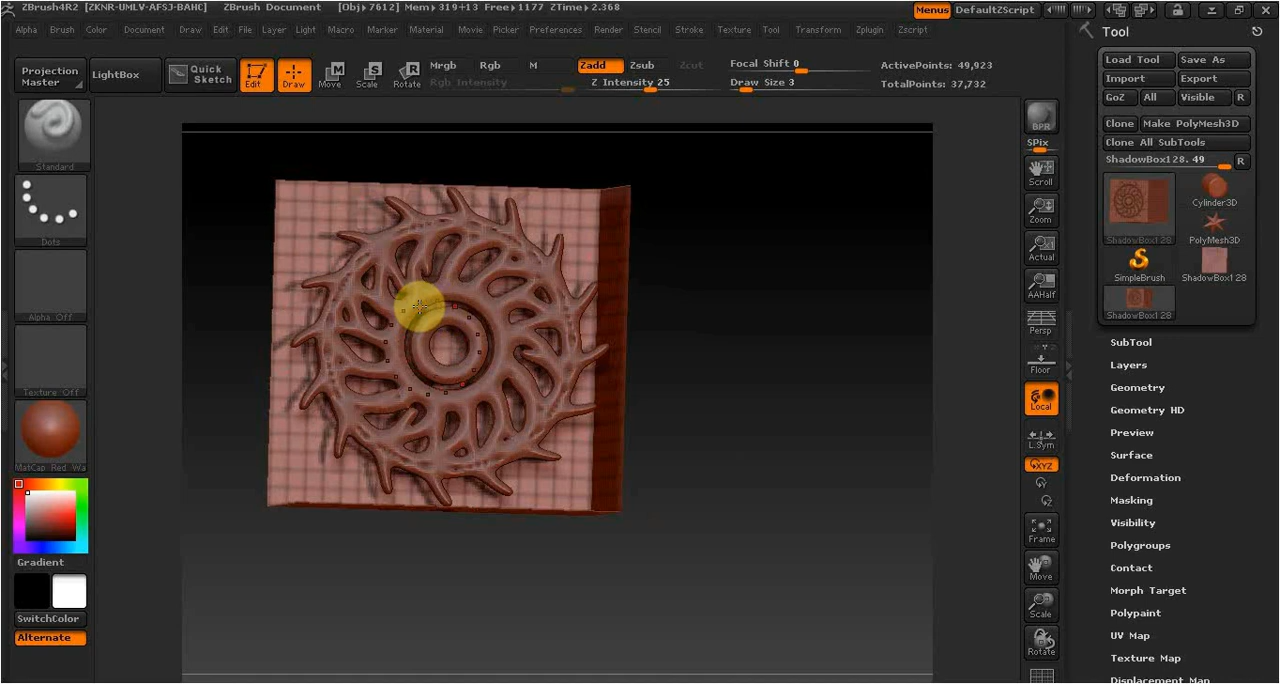 ZBrush4R2 [ZKNR-UMLV-AFSJ-BAHC] ZBrush Document [Obj▸7612] Mem▸319+13 Free▸1177 ZTime▸2.368 Menus DefaultZScript
Alpha Brush Color Document Draw Edit File Layer Light Macro Marker Material Movie Picker Preferences Render Stencil Stroke Texture Tool Transform Zplugin Zscript
Projection Master
LightBox
Quick Sketch
Edit Draw Move Scale Rotate
Mrgb Rgb M Zadd Zsub Zcut
Rgb Intensity Z Intensity 25
Focal Shift 0
Draw Size 3
ActivePoints: 49,923
TotalPoints: 37,732
Standard
Dots
Alpha Off
Texture Off
MatCap Red Wa
Gradient
SwitchColor
Alternate
BPR
SPix
Scroll
Zoom
Actual
AAHalf
Persp
Floor
Local
L.Sym
XYZ
Y
Z
Frame
Move
Scale
Rotate
Tool
Load Tool Save As
Import Export
GoZ All Visible R
Clone Make PolyMesh3D
Clone All SubTools
ShadowBox128. 49 R
ShadowBox128 Cylinder3D
PolyMesh3D
SimpleBrush ShadowBox128
ShadowBox128
SubTool
Layers
Geometry
Geometry HD
Preview
Surface
Deformation
Masking
Visibility
Polygroups
Contact
Morph Target
Polypaint
UV Map
Texture Map
Displacement Map